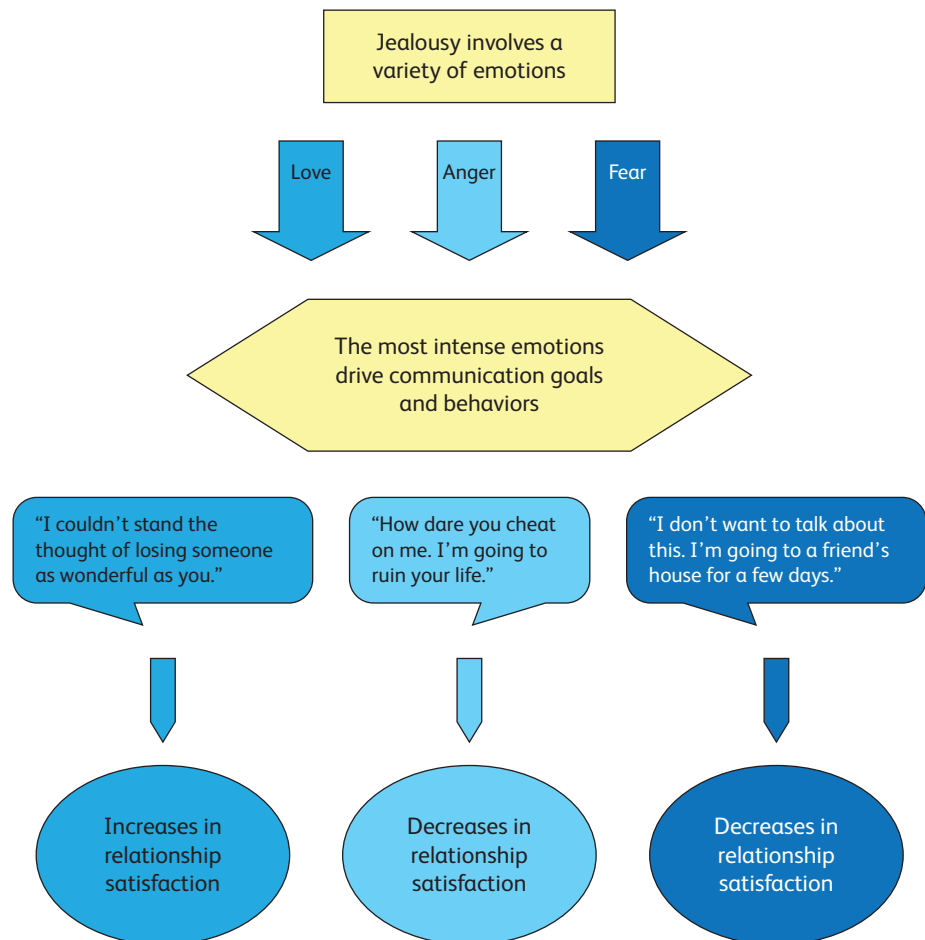 Jealousy involves a
variety of emotions
Love
Anger
Fear
The most intense emotions
drive communication goals
and behaviors
“I couldn’t stand the
thought of losing someone
as wonderful as you.”
“How dare you cheat
on me. I’m going to
ruin your life.”
“I don’t want to talk about
this. I’m going to a friend’s
house for a few days.”
Increases in
relationship
satisfaction
Decreases in
relationship
satisfaction
Decreases in
relationship
satisfaction